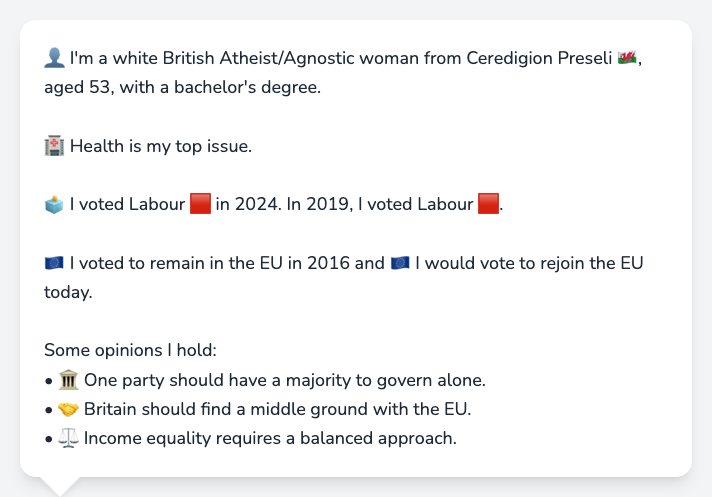 👤 I'm a white British Atheist/Agnostic woman from Ceredigion Preseli 🏴󠁧󠁢󠁷󠁬󠁳󠁿,
aged 53, with a bachelor's degree.
🏥 Health is my top issue.
🗳️ I voted Labour 🟥 in 2024. In 2019, I voted Labour 🟥.
🇪🇺 I voted to remain in the EU in 2016 and 🇪🇺 I would vote to rejoin the EU
today.
Some opinions I hold:
• 🏛️ One party should have a majority to govern alone.
• 🤝 Britain should find a middle ground with the EU.
• ⚖️ Income equality requires a balanced approach.